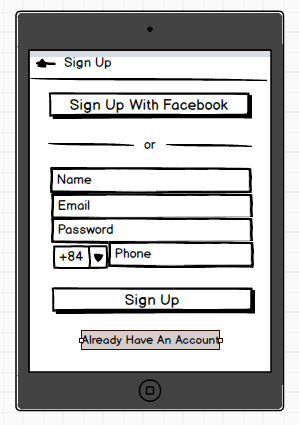 Sign Up
Sign Up With Facebook
or
Name
Email
Password
+84 Phone
Sign Up
Already Have An Account